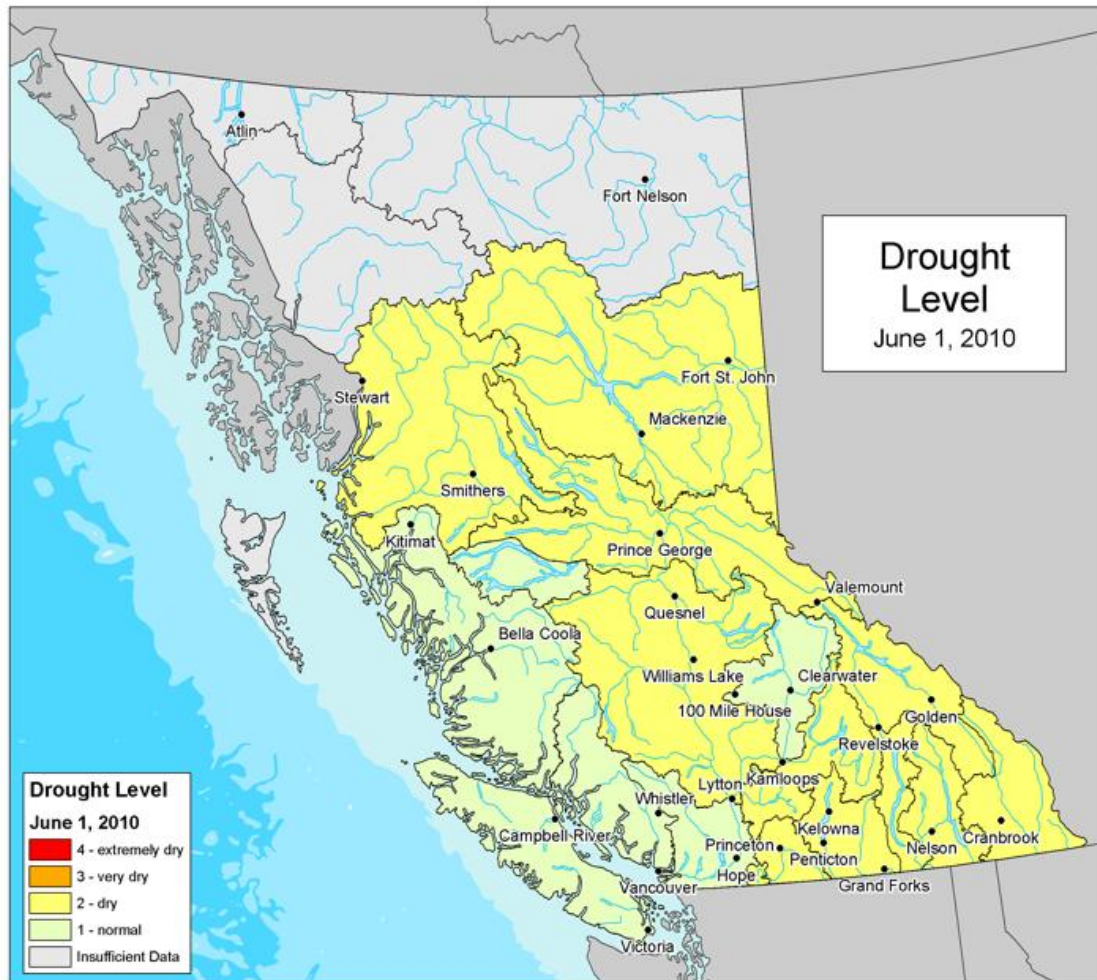 Atlin
Fort Nelson
Drought
Level
June 1, 2010
Fort St. John
Stewart
Mackenzie
Smithers
Kitimat
Prince George
Valemount
Quesnel
Bella Coola
Williams Lake
Clearwater
100 Mile House
Golden
Revelstoke
Kamloops
Lytton
Whistler
Campbell River
Kelowna
Cranbrook
Princeton
Nelson
Penticton
Hope
Vancouver
Grand Forks
Victoria
Drought Level
June 1, 2010
4 - extremely dry
3 - very dry
2 - dry
1 - normal
Insufficient Data